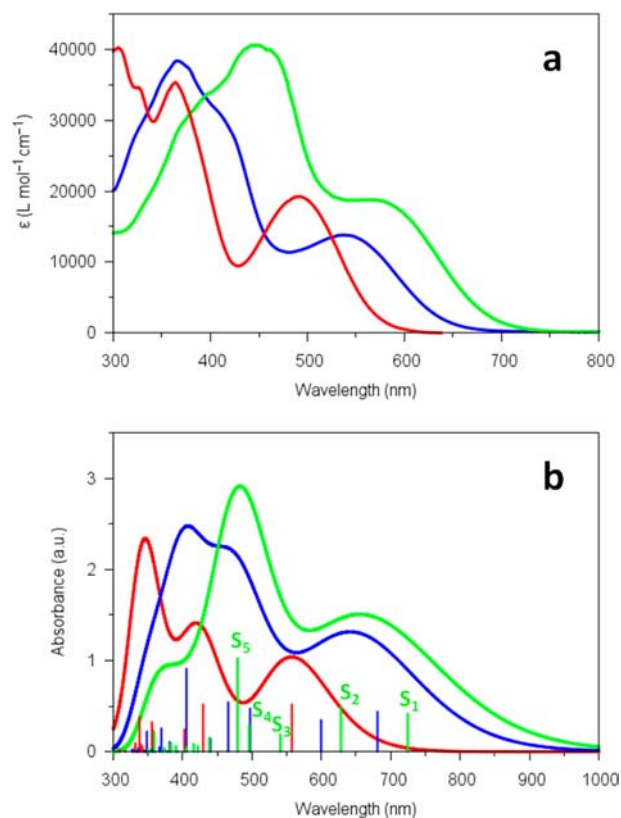 a
40000
30000
20000
10000
0
ε (L mol⁻¹ cm⁻¹)
300 400 500 600 700 800
Wavelength (nm)
b
3
2
1
0
Absorbance (a.u.)
S₅
S₄ S₃ S₂ S₁
300 400 500 600 700 800 900 1000
Wavelength (nm)